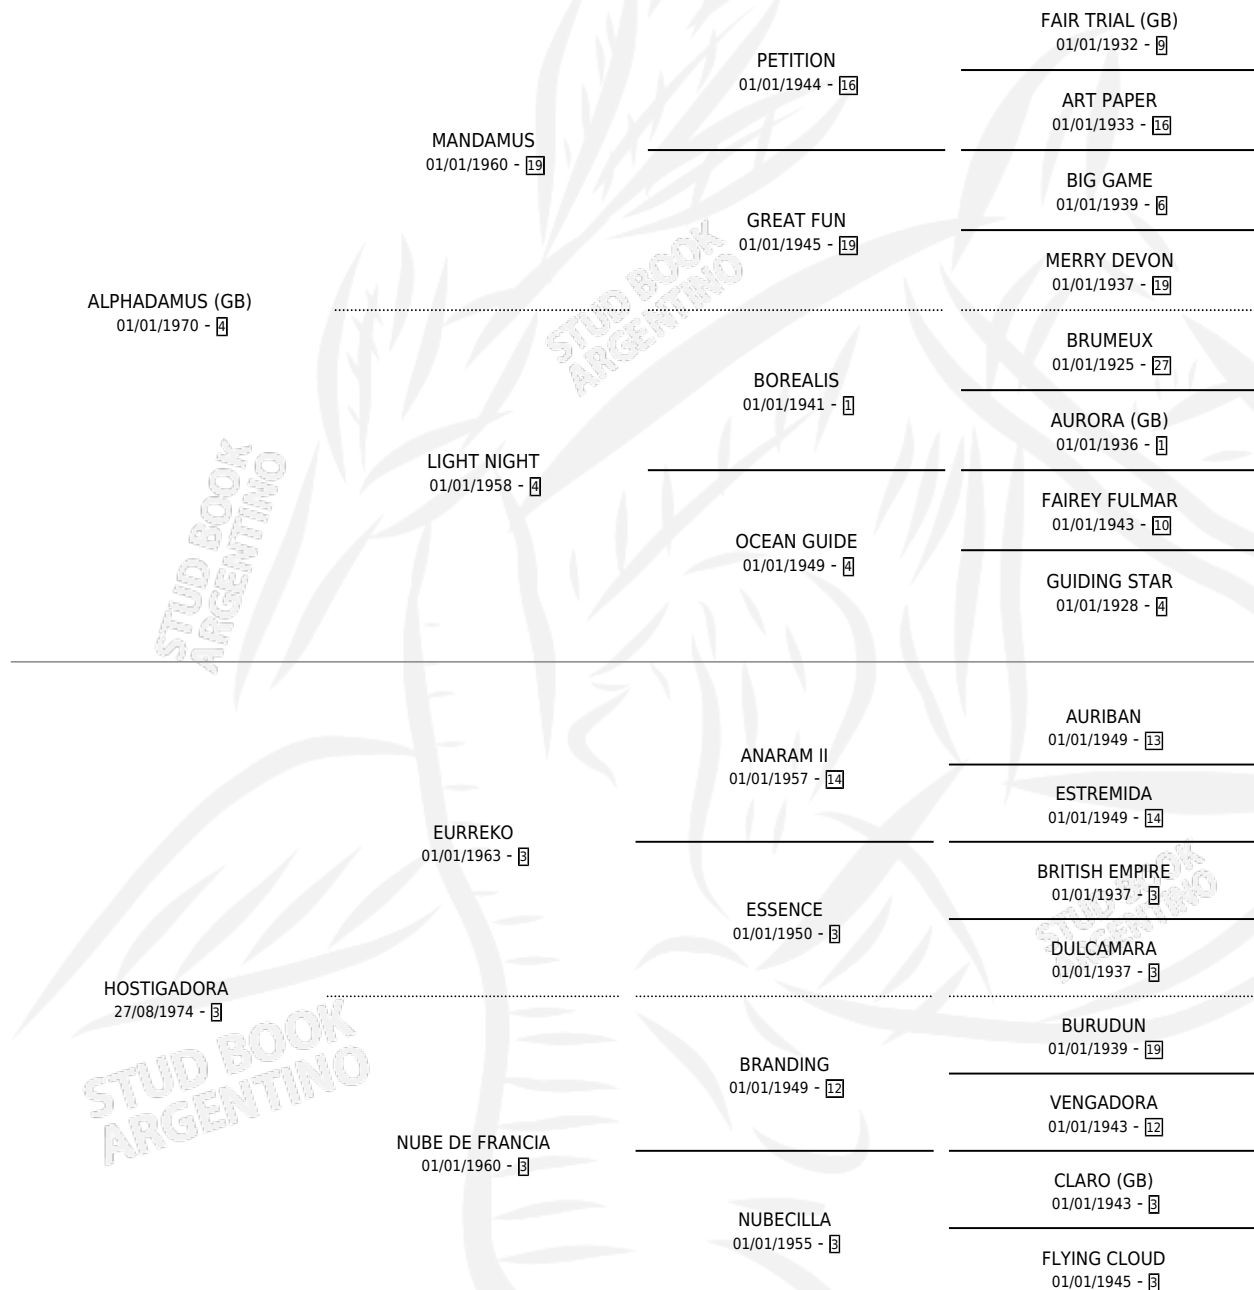 FAIR TRIAL (GB)
01/01/1932 - 9
PETITION
01/01/1944 - 16
ART PAPER
01/01/1933 - 16
MANDAMUS
01/01/1960 - 19
BIG GAME
01/01/1939 - 6
GREAT FUN
01/01/1945 - 19
MERRY DEVON
01/01/1937 - 19
ALPHADAMUS (GB)
01/01/1970 - 4
BRUMEUX
01/01/1925 - 27
BOREALIS
01/01/1941 - 1
AURORA (GB)
01/01/1936 - 1
LIGHT NIGHT
01/01/1958 - 4
FAIREY FULMAR
01/01/1943 - 10
OCEAN GUIDE
01/01/1949 - 4
GUIDING STAR
01/01/1928 - 4
AURIBAN
01/01/1949 - 13
ANARAM II
01/01/1957 - 14
ESTREMIDA
01/01/1949 - 14
EURREKO
01/01/1963 - 3
BRITISH EMPIRE
01/01/1937 - 3
ESSENCE
01/01/1950 - 3
DULCAMARA
01/01/1937 - 3
HOSTIGADORA
27/08/1974 - 3
BURUDUN
01/01/1939 - 19
BRANDING
01/01/1949 - 12
VENGADORA
01/01/1943 - 12
NUBE DE FRANCIA
01/01/1960 - 3
CLARO (GB)
01/01/1943 - 3
NUBECILLA
01/01/1955 - 3
FLYING CLOUD
01/01/1945 - 3
STUD BOOK
ARGENTINO
STUD BOOK
ARGENTINO
STUD BOOK
ARGENTINO
STUD BOOK
ARGENTINO